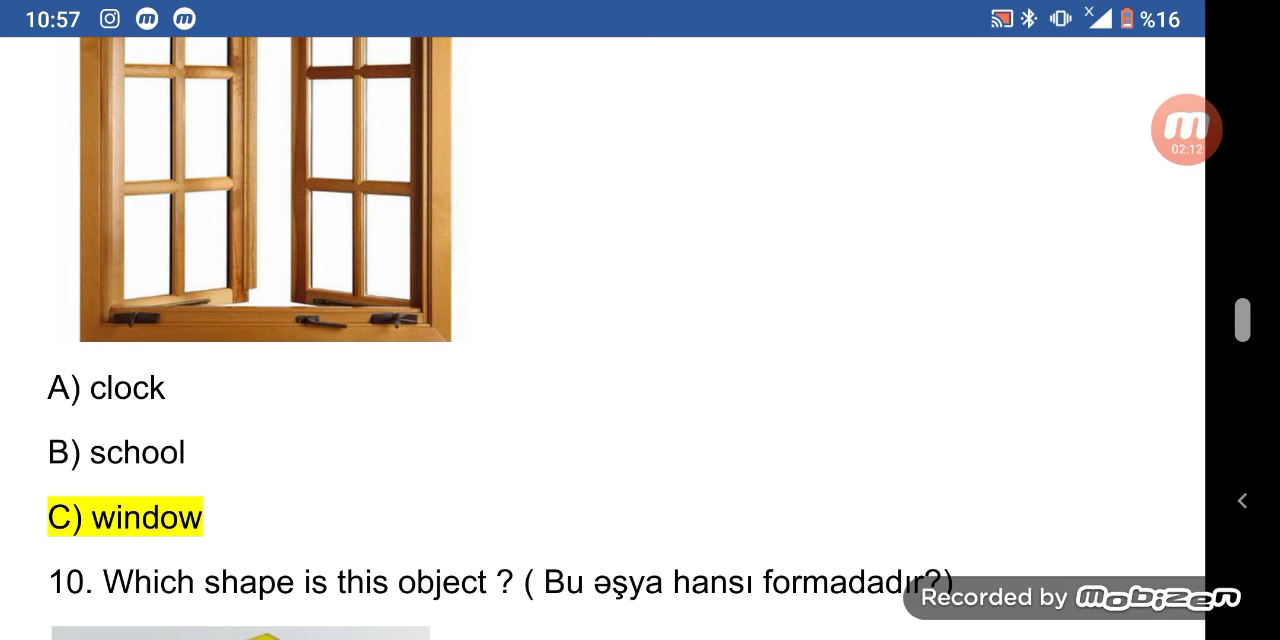 10:57 %16
02:12
A) clock
B) school
C) window
10. Which shape is this object ? ( Bu əşya hansı formadadır?)
Recorded by Mobizen